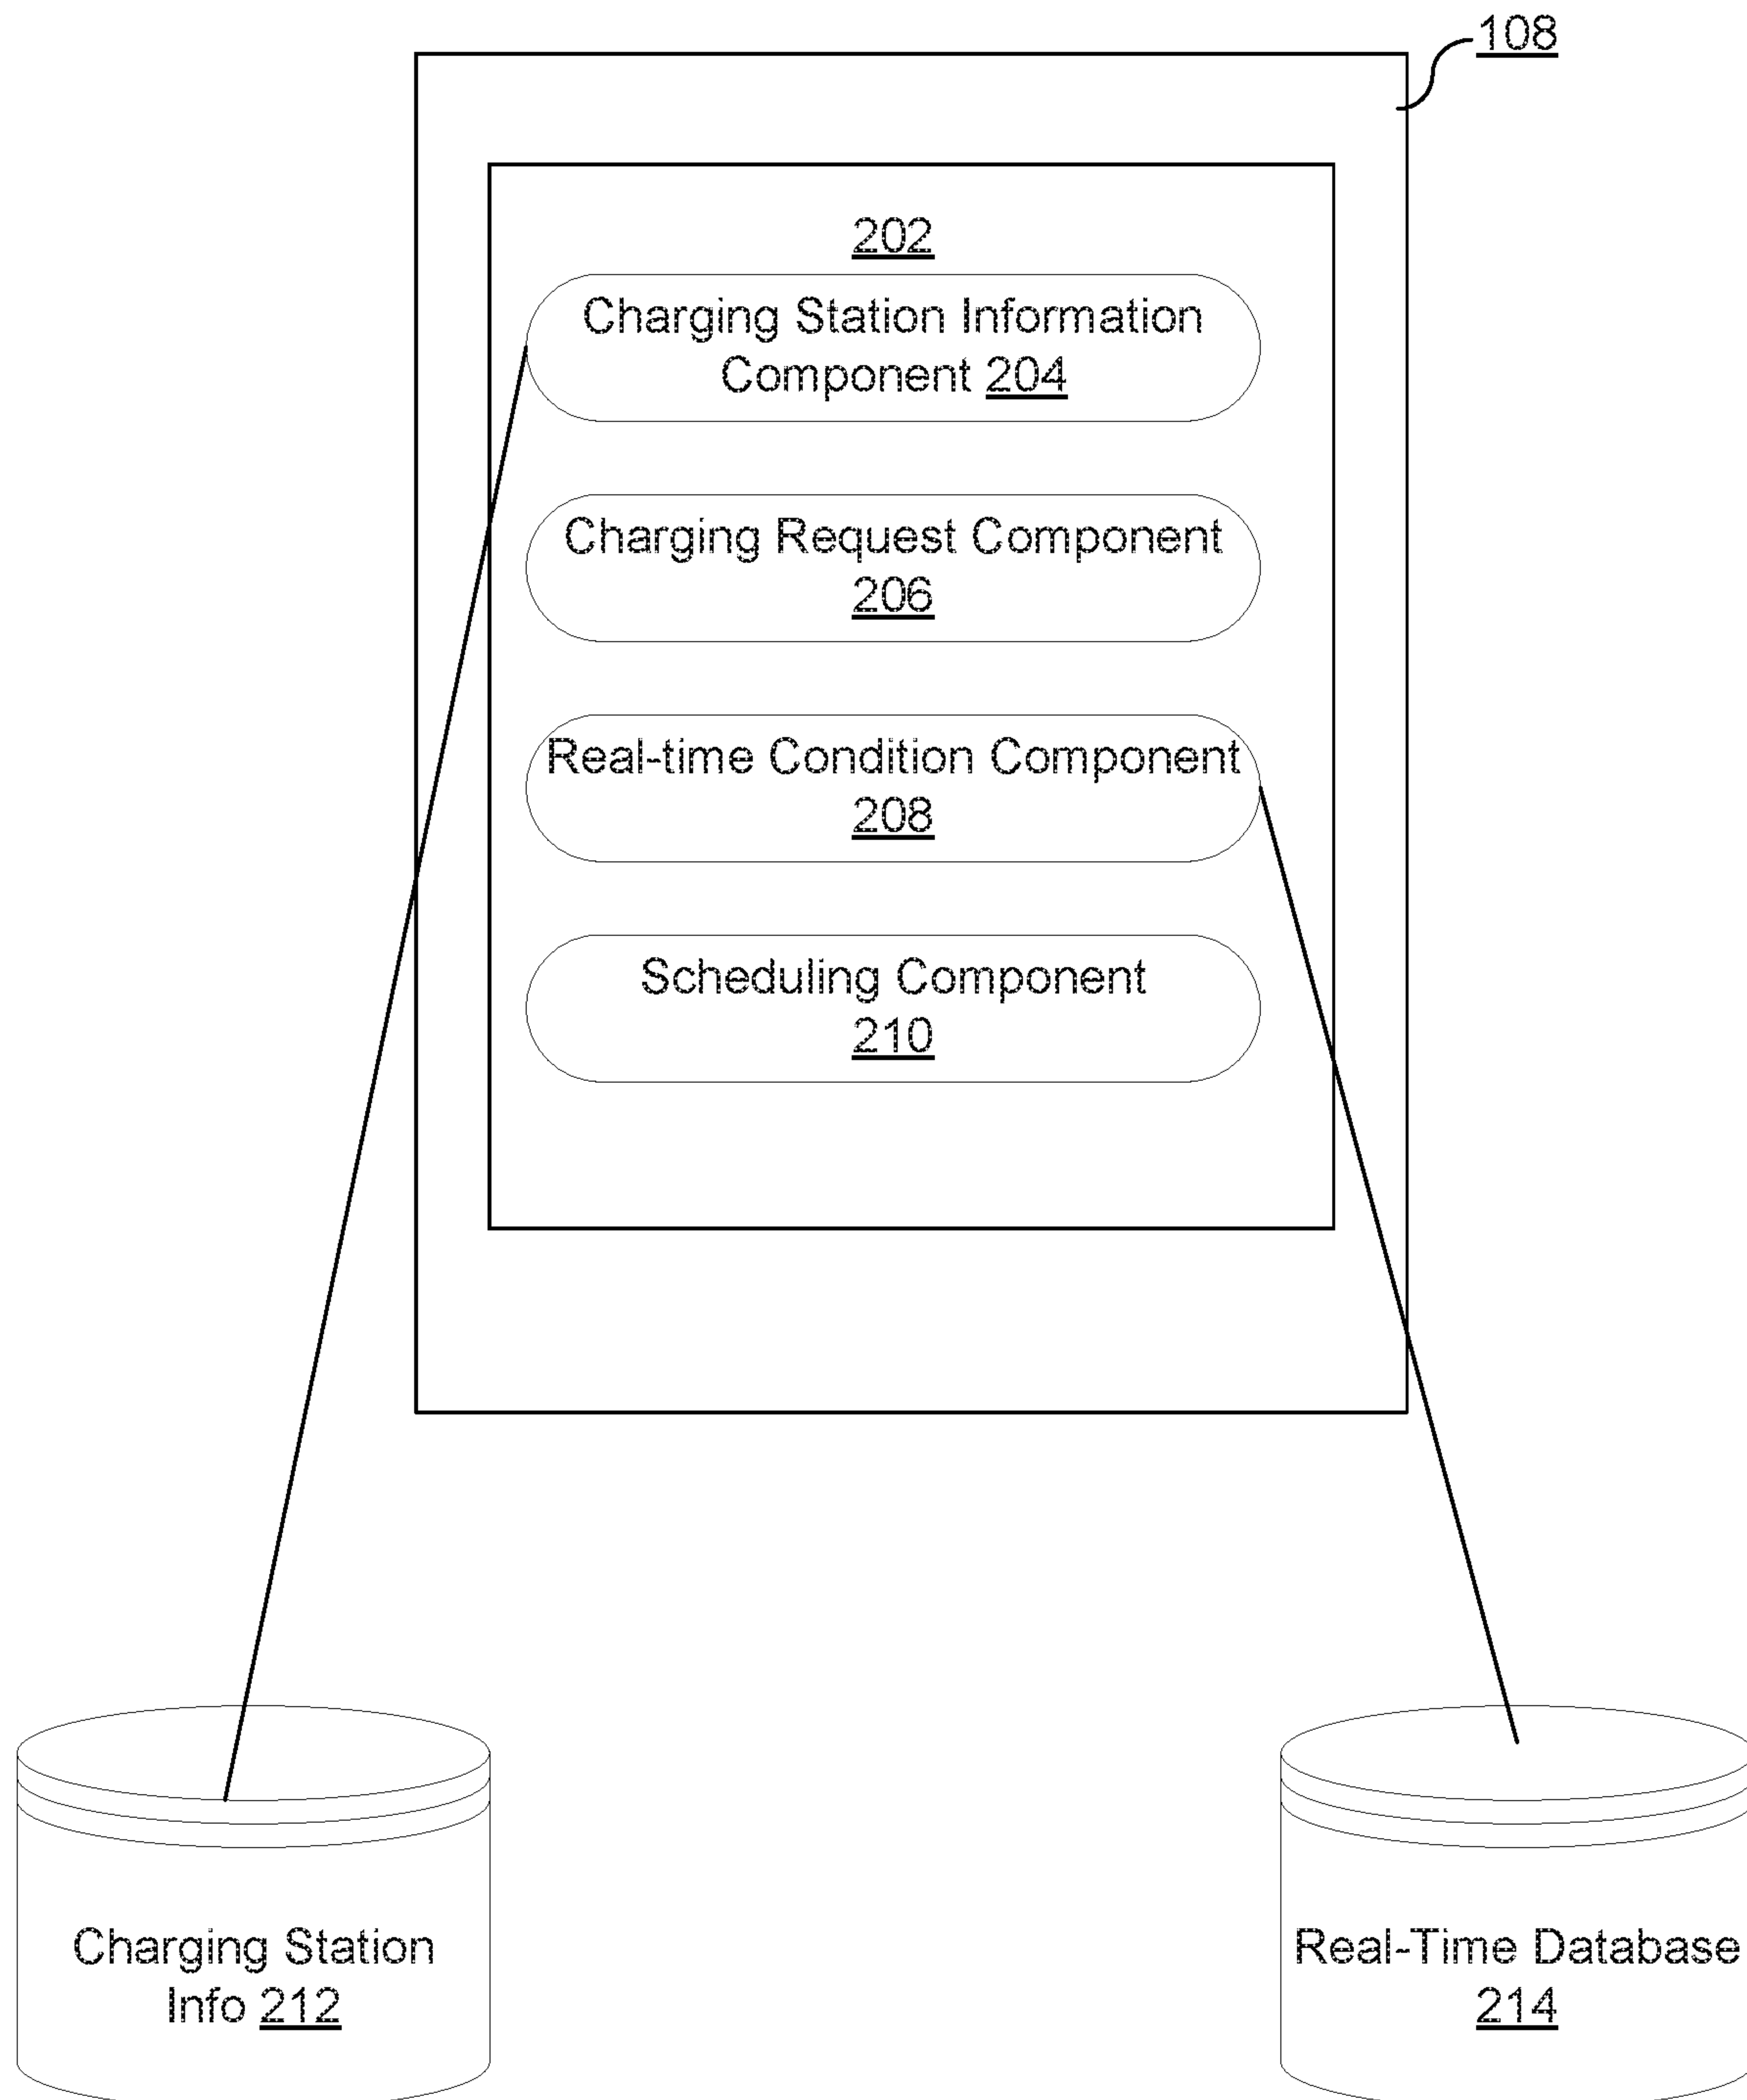 108
202
Charging Station Information
Component 204
Charging Request Component
206
Real-time Condition Component
208
Scheduling Component
210
Charging Station
Info 212
Real-Time Database
214